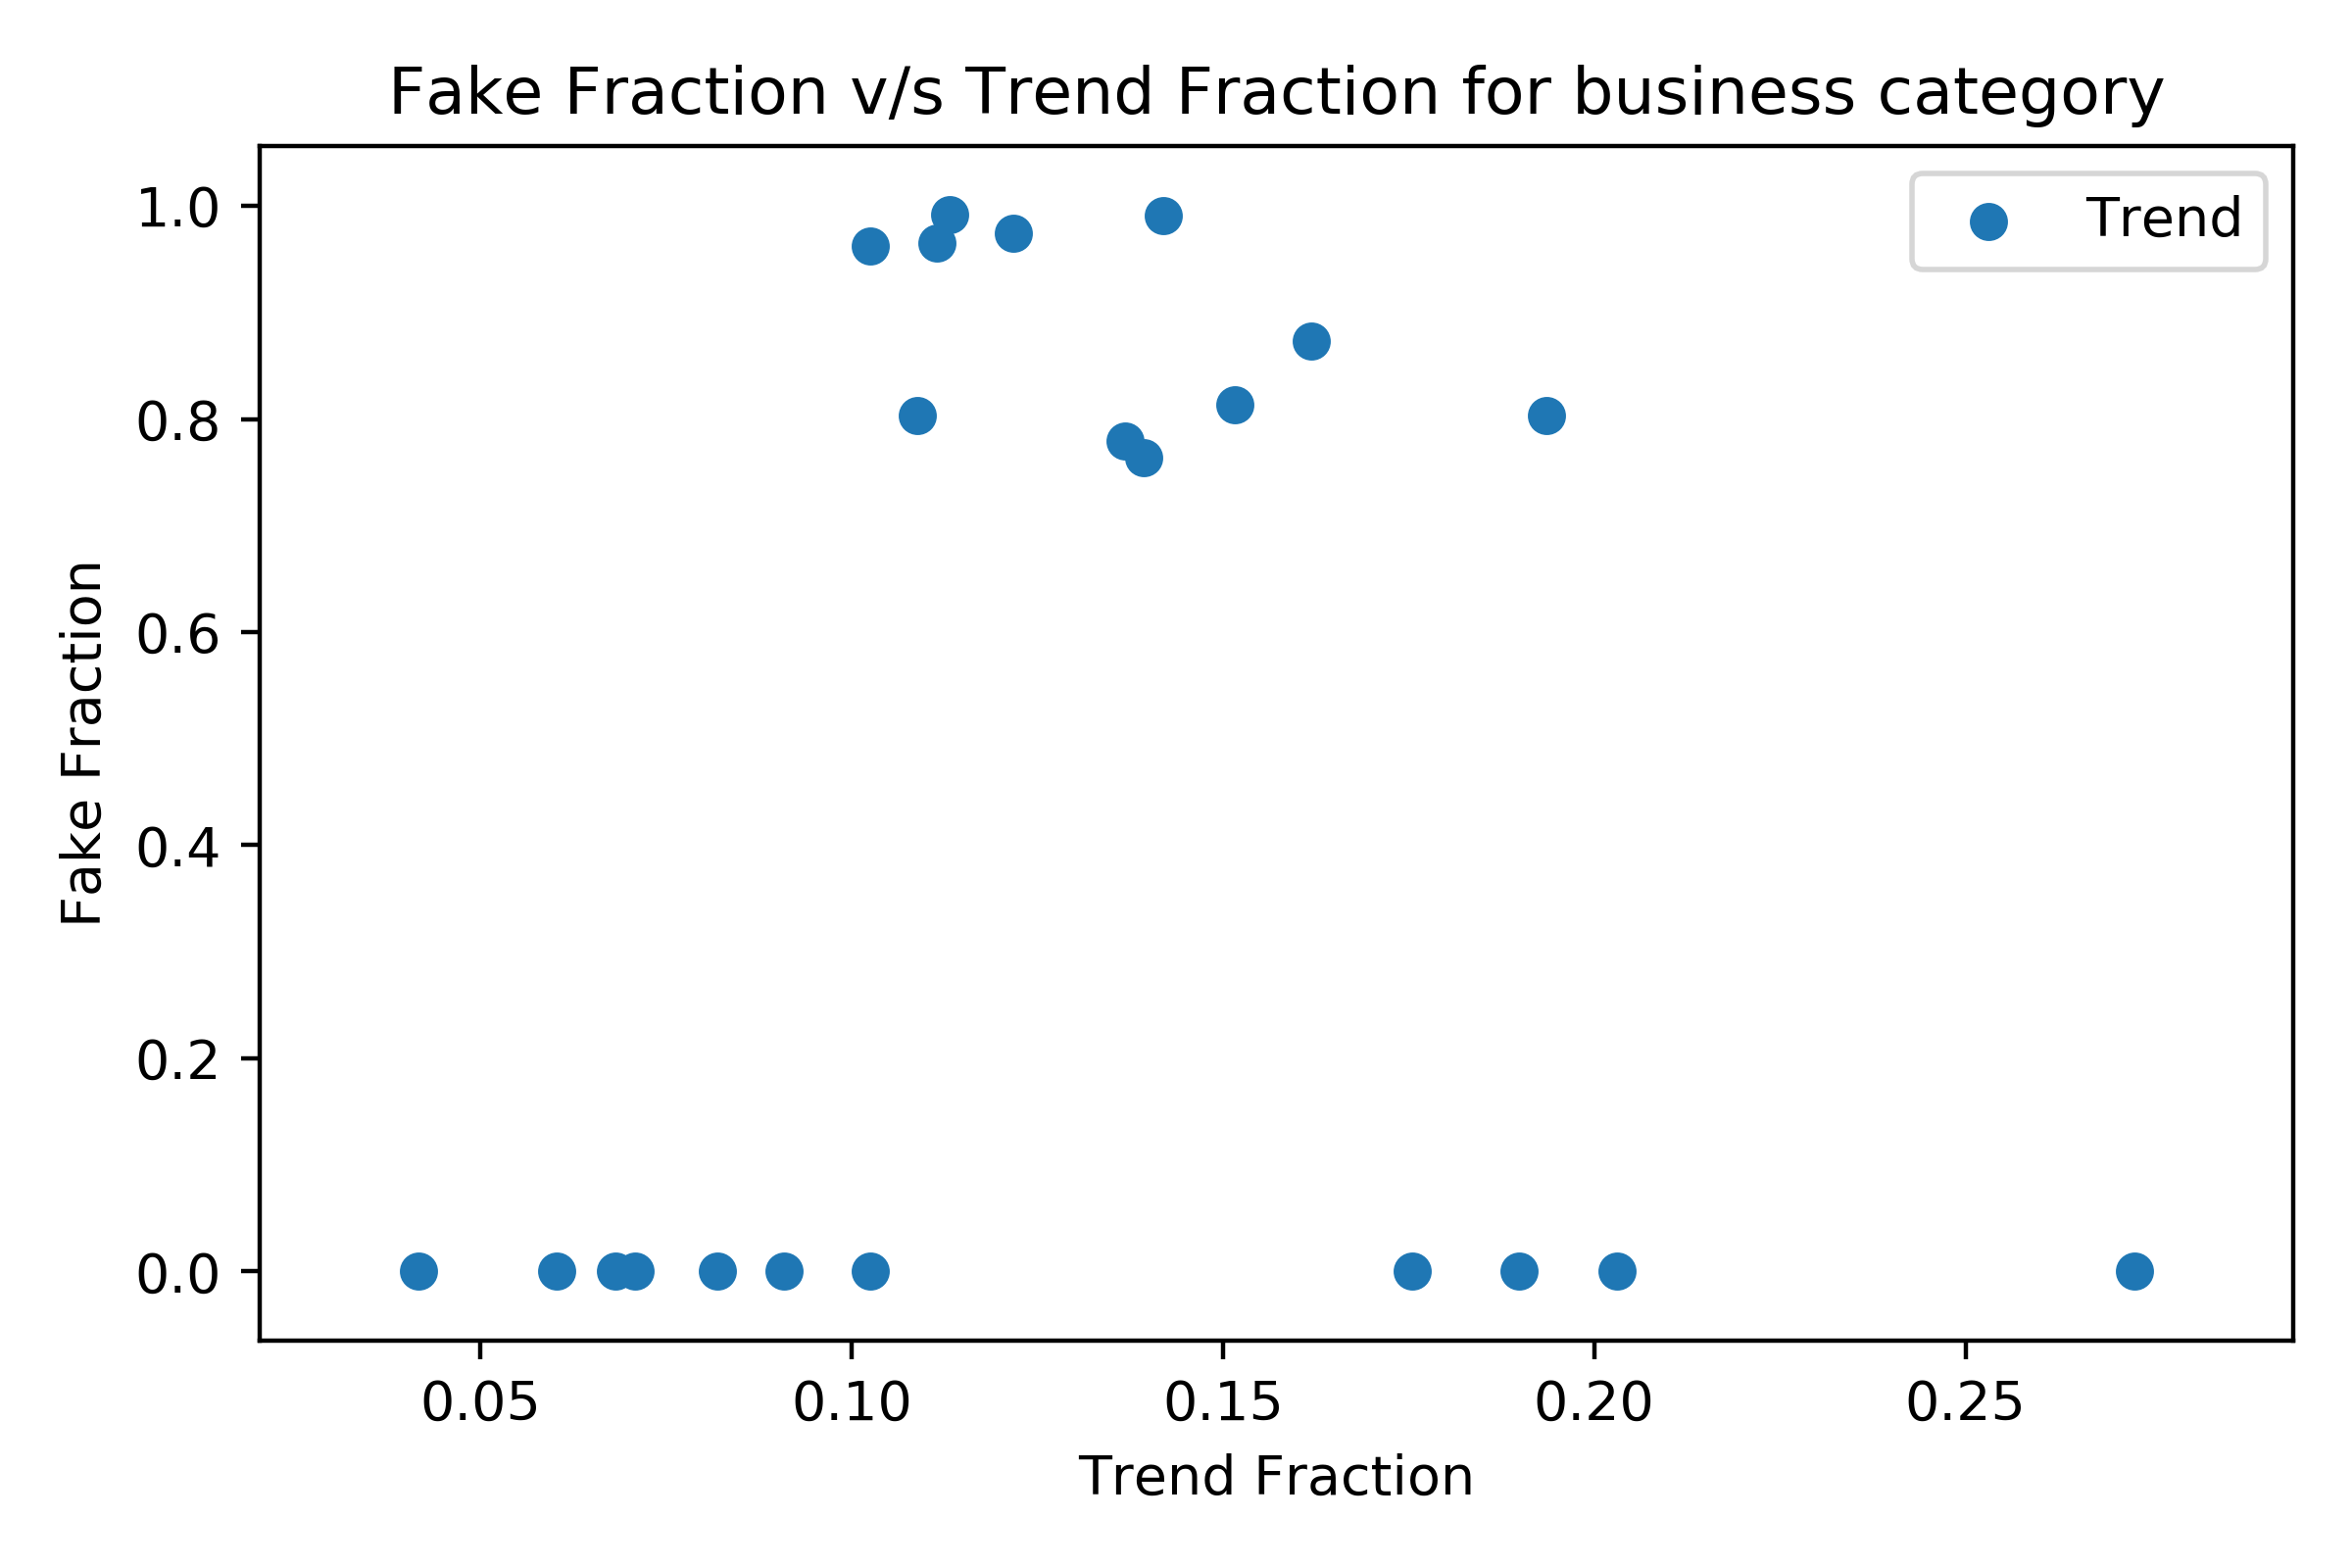 Fake Fraction v/s Trend Fraction for business category
Trend
1.0
0.8
0.6
0.4
0.2
0.0
Fake Fraction
0.05 0.10 0.15 0.20 0.25
Trend Fraction